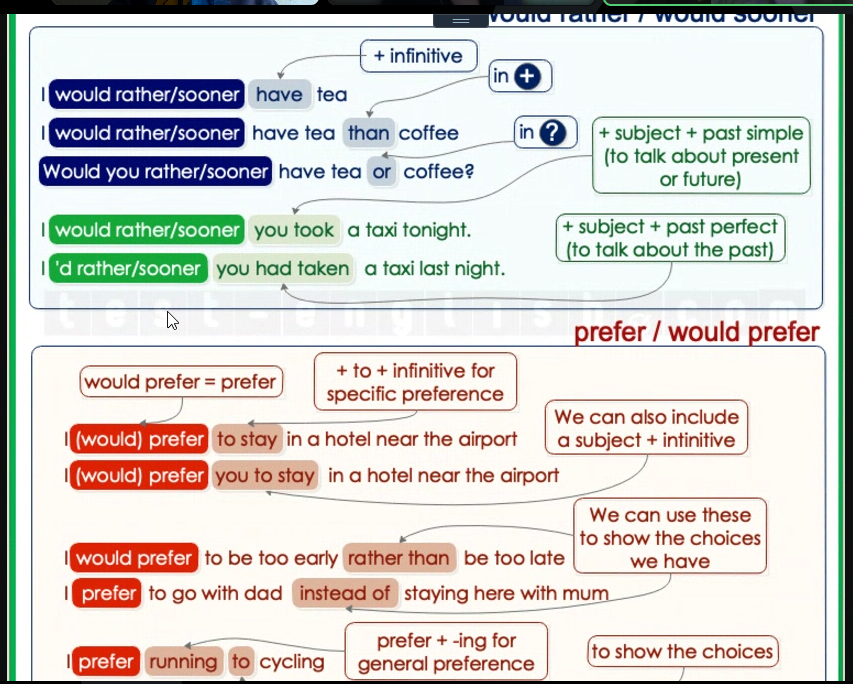 would rather / would sooner
+ infinitive
in +
I would rather/sooner have tea
I would rather/sooner have tea than coffee
in ?
Would you rather/sooner have tea or coffee?
+ subject + past simple
(to talk about present
or future)
I would rather/sooner you took a taxi tonight.
+ subject + past perfect
(to talk about the past)
I 'd rather/sooner you had taken a taxi last night.
test-english.com
prefer / would prefer
would prefer = prefer
+ to + infinitive for
specific preference
We can also include
a subject + intinitive
I (would) prefer to stay in a hotel near the airport
I (would) prefer you to stay in a hotel near the airport
We can use these
to show the choices
we have
I would prefer to be too early rather than be too late
I prefer to go with dad instead of staying here with mum
prefer + -ing for
general preference
to show the choices
I prefer running to cycling